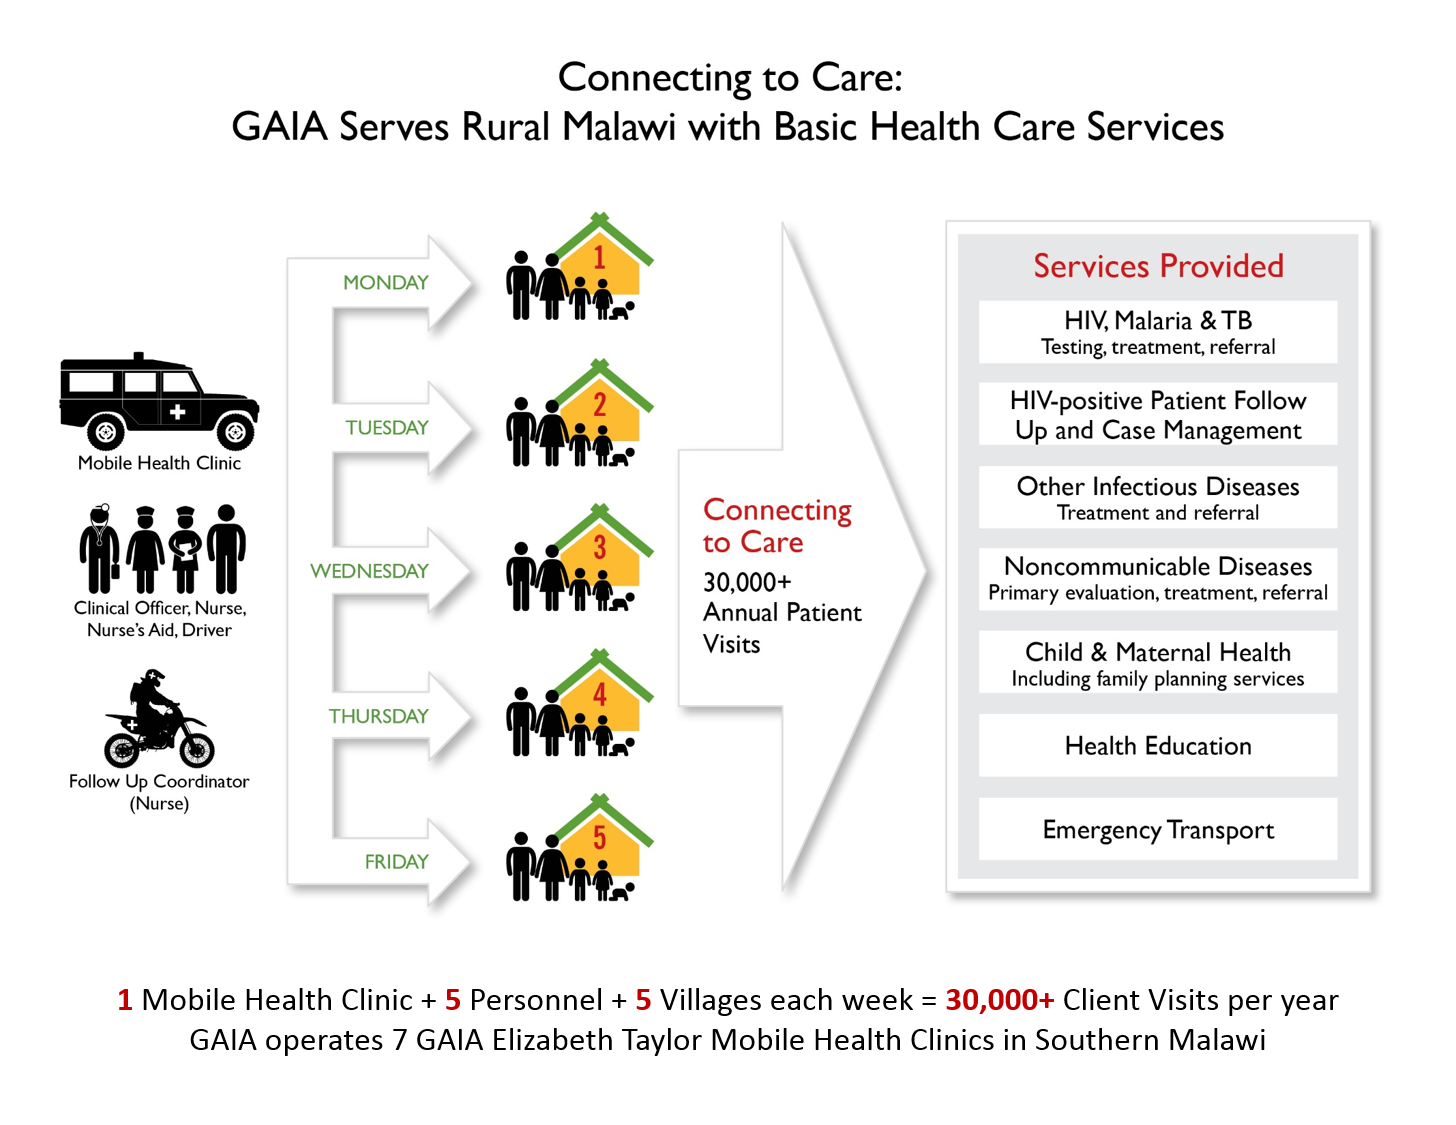 Connecting to Care:
GAIA Serves Rural Malawi with Basic Health Care Services
Mobile Health Clinic
Clinical Officer, Nurse,
Nurse's Aid, Driver
Follow Up Coordinator
(Nurse)
MONDAY
1
TUESDAY
2
WEDNESDAY
3
THURSDAY
4
FRIDAY
5
Connecting
to Care
30,000+
Annual Patient
Visits
Services Provided
HIV, Malaria & TB
Testing, treatment, referral
HIV-positive Patient Follow
Up and Case Management
Other Infectious Diseases
Treatment and referral
Noncommunicable Diseases
Primary evaluation, treatment, referral
Child & Maternal Health
Including family planning services
Health Education
Emergency Transport
1 Mobile Health Clinic + 5 Personnel + 5 Villages each week = 30,000+ Client Visits per year
GAIA operates 7 GAIA Elizabeth Taylor Mobile Health Clinics in Southern Malawi